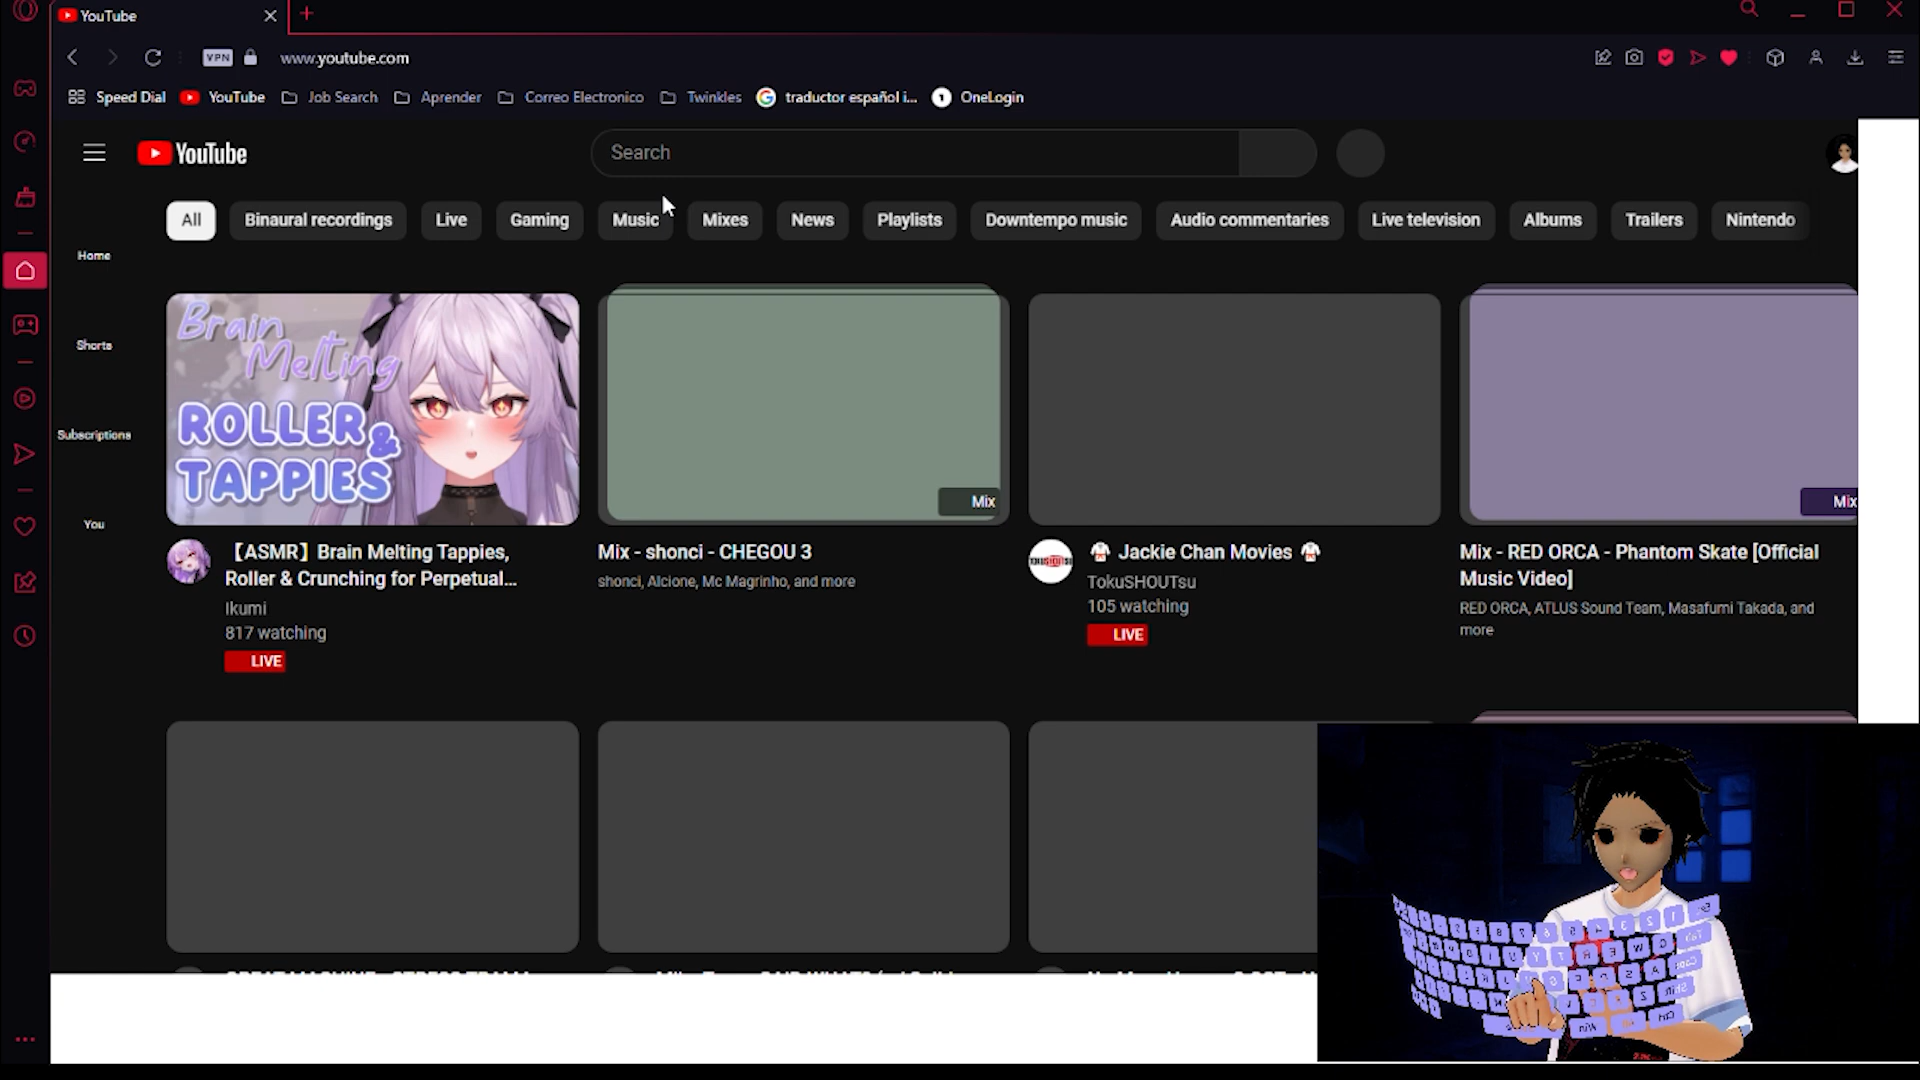 YouTube
VPN
www.youtube.com
Speed Dial YouTube Job Search Aprender Correo Electronico Twinkles traductor español i... OneLogin
YouTube
Search
All Binaural recordings Live Gaming Music Mixes News Playlists Downtempo music Audio commentaries Live television Albums Trailers Nintendo
Home
Shorts
Subscriptions
You
Brain
Melting
ROLLER &
TAPPIES
Mix
Mix
【ASMR】Brain Melting Tappies,
Roller & Crunching for Perpetual...
Ikumi
817 watching
LIVE
Mix - shonci - CHEGOU 3
shonci, Alcione, Mc Magrinho, and more
Jackie Chan Movies
TokuSHOUTsu
105 watching
LIVE
Mix - RED ORCA - Phantom Skate [Official
Music Video]
RED ORCA, ATLUS Sound Team, Masafumi Takada, and
more